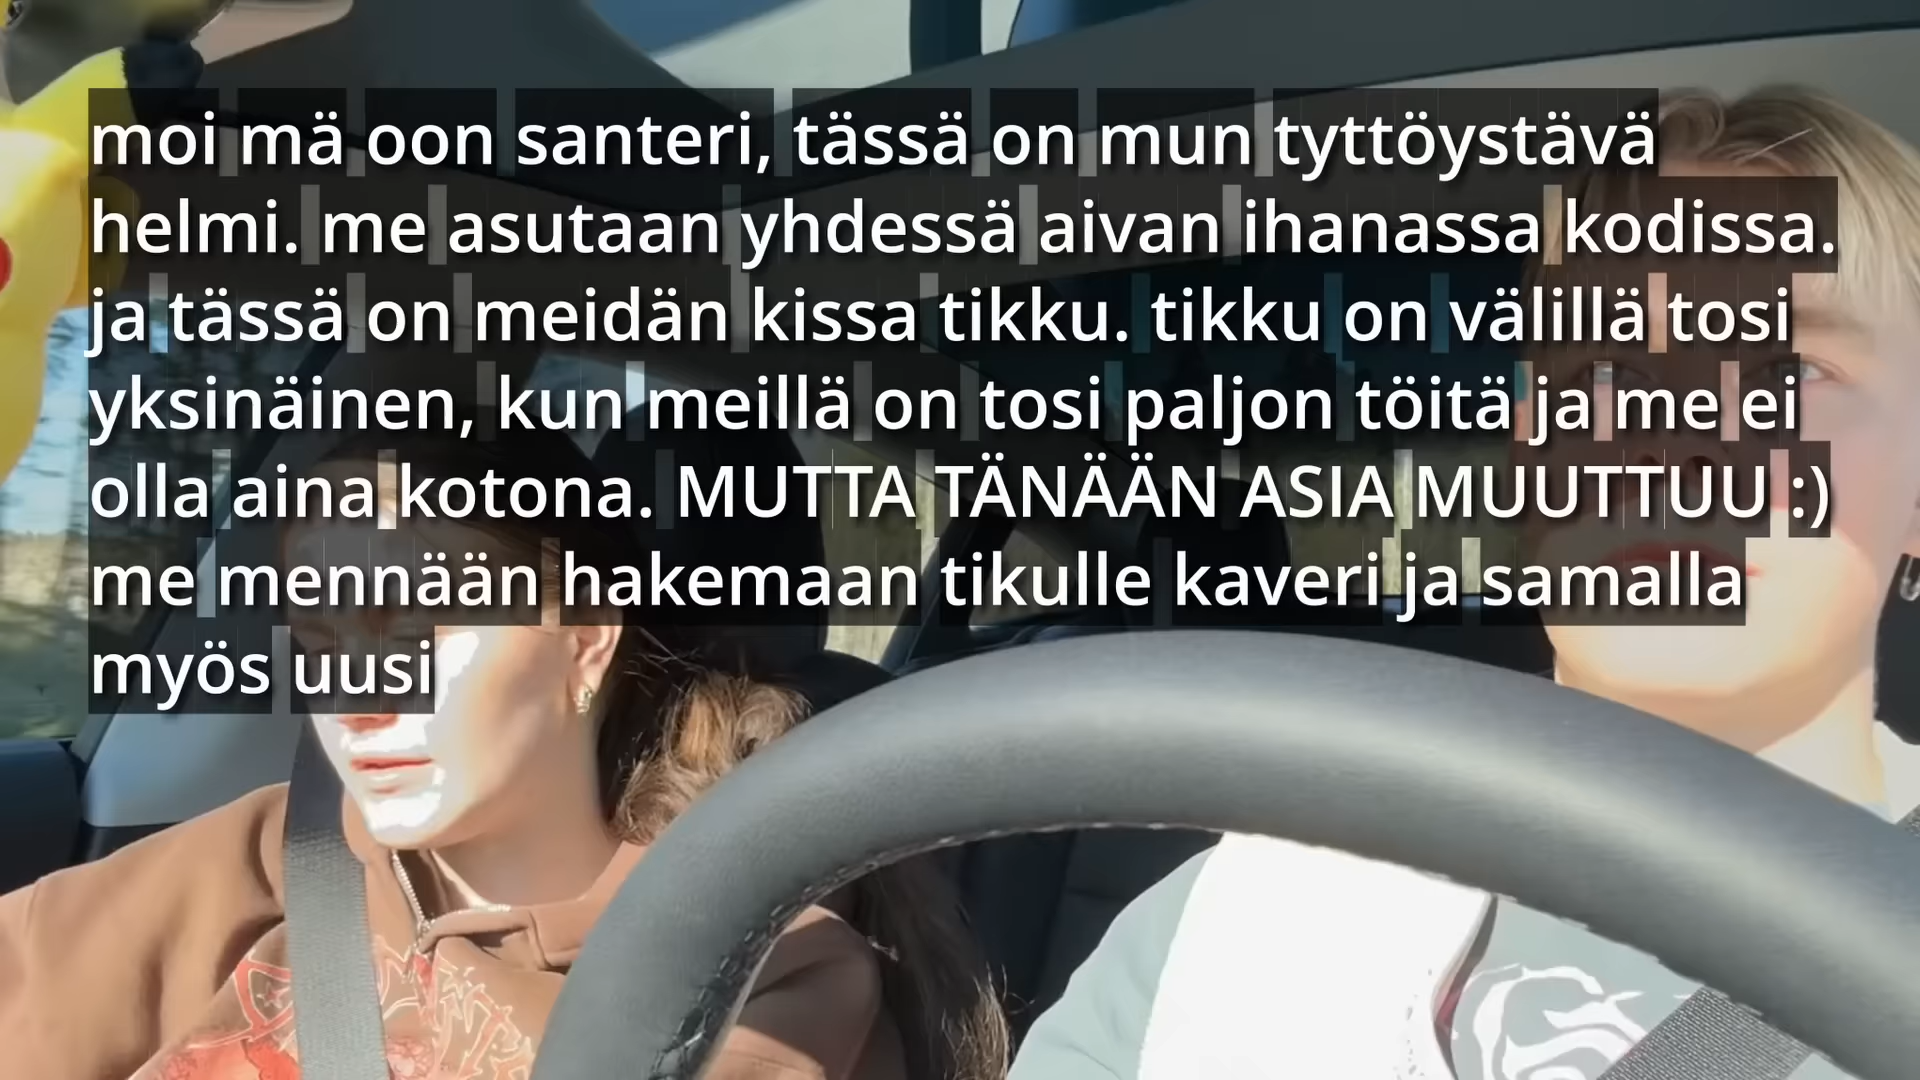 moi mä oon santeri, tässä on mun tyttöystävä
helmi. me asutaan yhdessä aivan ihanassa kodissa.
ja tässä on meidän kissa tikku. tikku on välillä tosi
yksinäinen, kun meillä on tosi paljon töitä ja me ei
olla aina kotona. MUTTA TÄNÄÄN ASIA MUUTTUU :)
me mennään hakemaan tikulle kaveri ja samalla
myös uusi